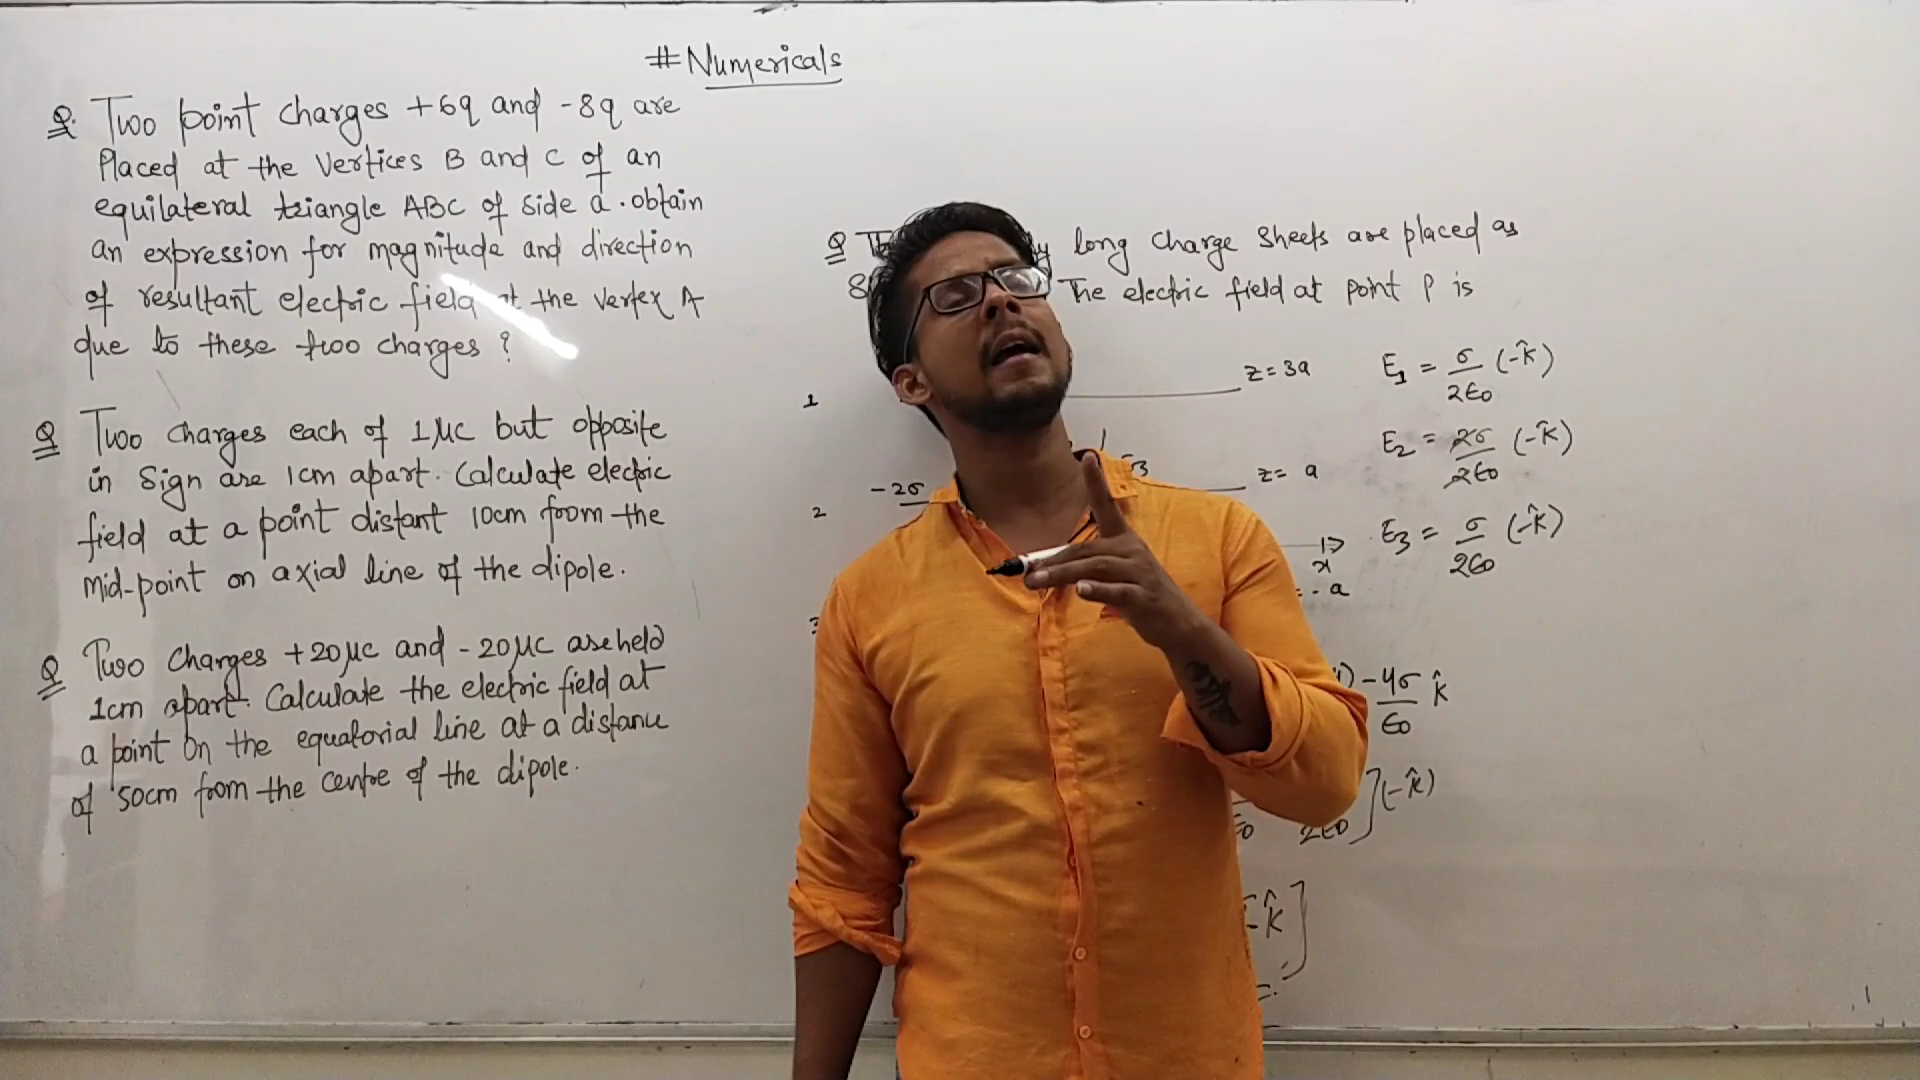 # Numericals
Q. Two point charges +6q and -8q are
Placed at the vertices B and C of an
equilateral triangle ABC of side a. obtain
an expression for magnitude and direction
of resultant electric field at the vertex A
due to these two charges ?
Q Two charges each of 1μC but opposite
in Sign are 1cm apart. Calculate electric
field at a point distant 10cm from the
mid-point on axial line of the dipole.
Q Two Charges +20μC and -20μC are held
1cm apart. Calculate the electric field at
a point on the equatorial line at a distance
of 50cm from the centre of the dipole.
Q long charge sheets are placed as
The electric field at point P is
1 z = 3a
2 -2σ z = a
x
= - a
E₁ = σ/2ε₀ (-k̂)
E₂ = 2σ/2ε₀ (-k̂)
E₃ = σ/2ε₀ (-k̂)
- 4σ/ε₀ k̂
2ε₀ ] (-k̂)
- k̂ ]